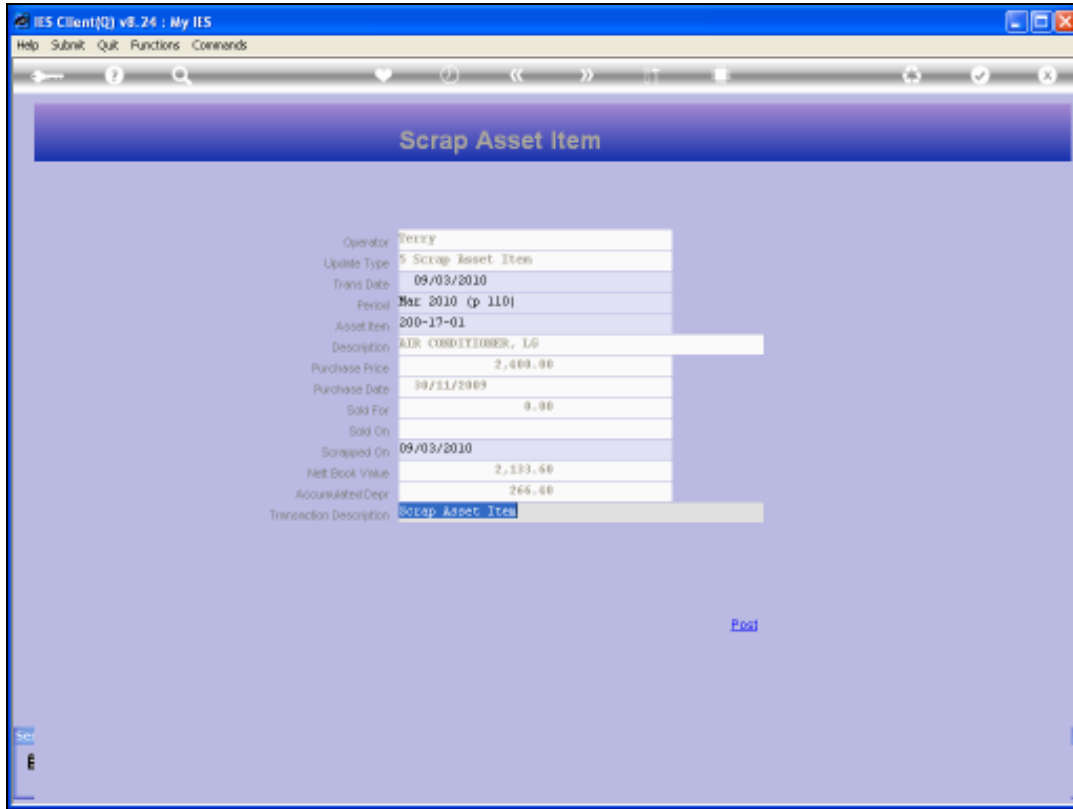 IES Client(Q) v8.24 : My IES
Help Submit Quit Functions Commands
Scrap Asset Item
Operator Terry
Update Type 5 Scrap Asset Item
Trans Date 09/03/2010
Period Mar 2010 (p 110)
Asset Item 200-17-01
Description AIR CONDITIONER, LG
Purchase Price 2,400.00
Purchase Date 30/11/2009
Sold For 0.00
Sold On
Scrapped On 09/03/2010
Nett Book Value 2,133.60
Accumulated Depr 266.40
Transaction Description Scrap Asset Item
Post